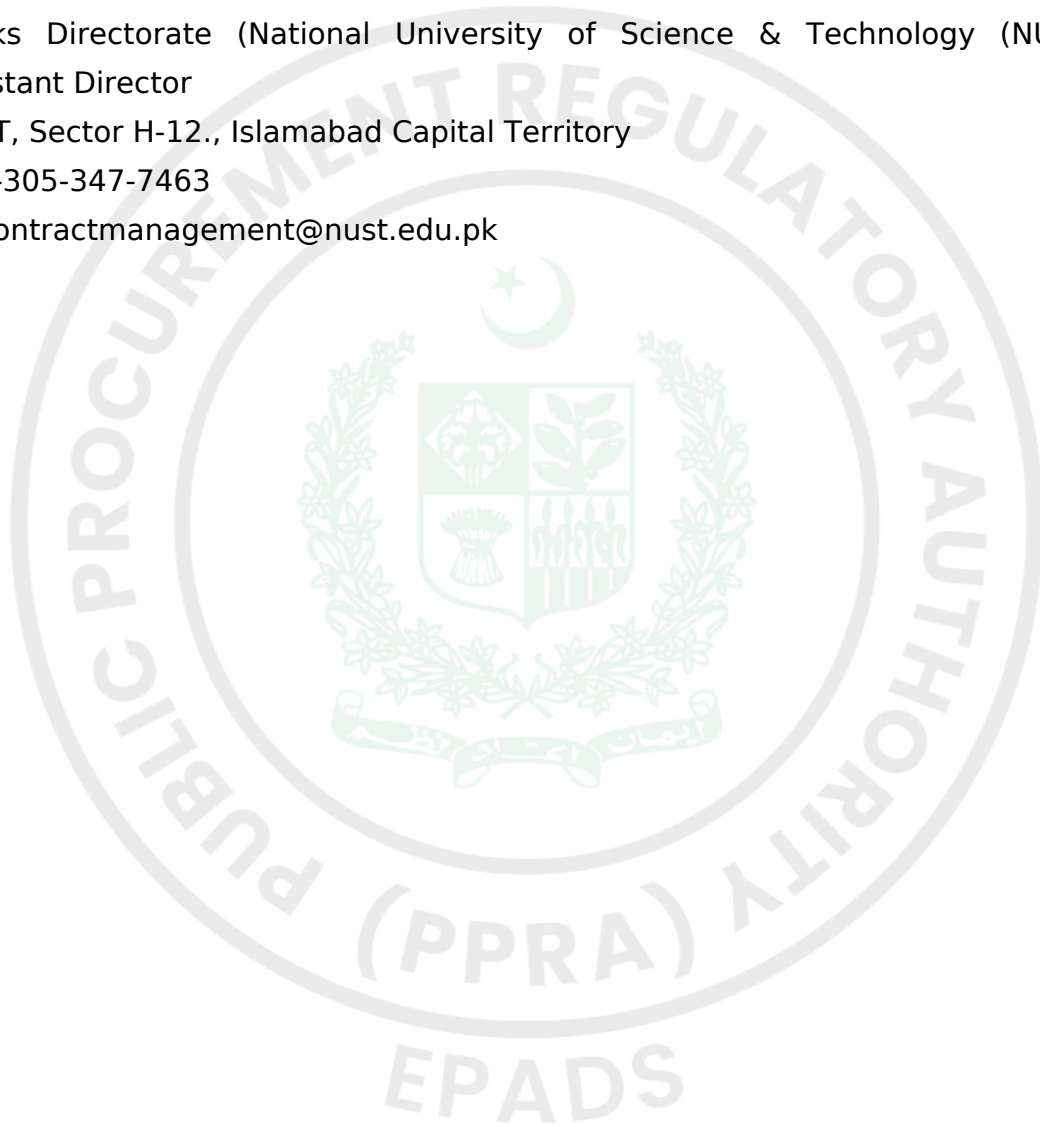 ks Directorate (National University of Science & Technology (NU
stant Director
T, Sector H-12., Islamabad Capital Territory
-305-347-7463
ontractmanagement@nust.edu.pk
PUBLIC PROCUREMENT REGULATORY AUTHORITY
(PPRA)
EPADS